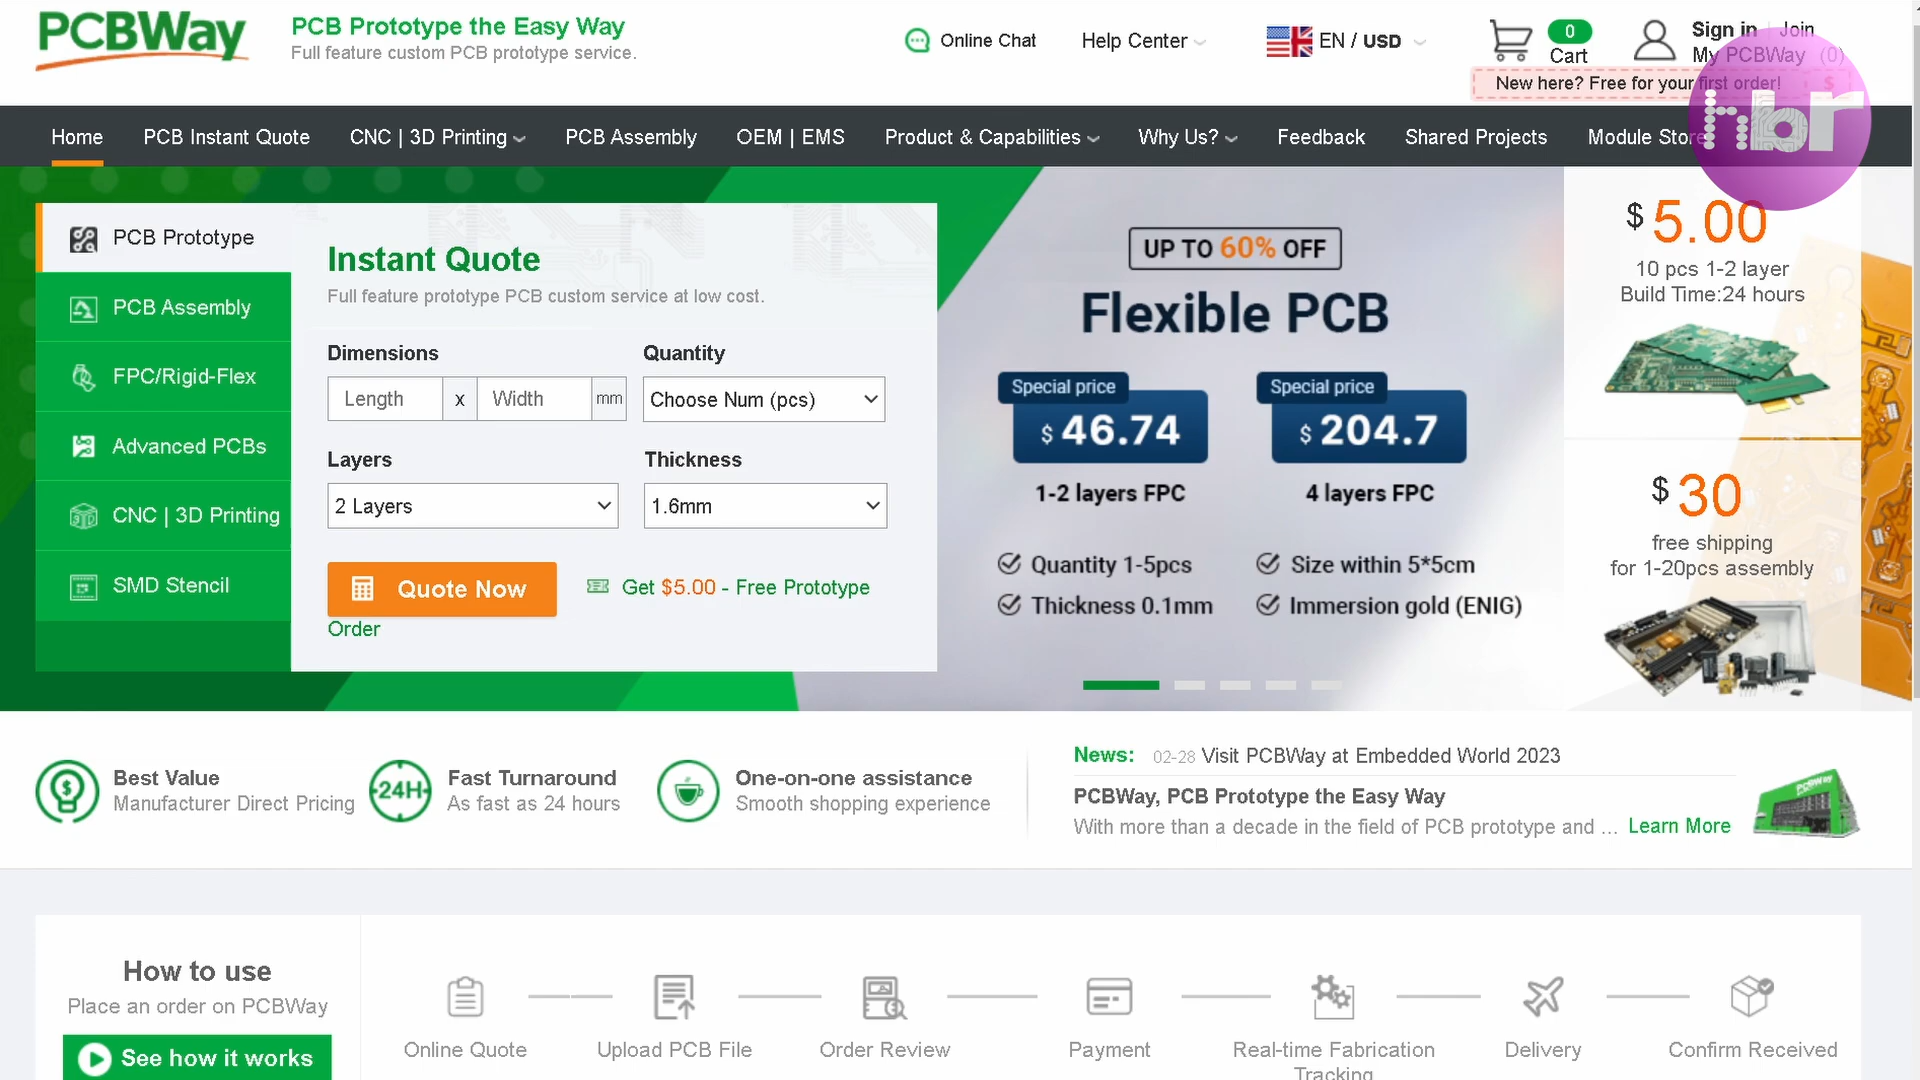 PCBWay
PCB Prototype the Easy Way
Full feature custom PCB prototype service.
Online Chat
Help Center
EN / USD
0
Cart
Sign in | Join
My PCBWay (0)
New here? Free for your first order!
hbr
Home
PCB Instant Quote
CNC | 3D Printing
PCB Assembly
OEM | EMS
Product & Capabilities
Why Us?
Feedback
Shared Projects
Module Store
PCB Prototype
PCB Assembly
FPC/Rigid-Flex
Advanced PCBs
CNC | 3D Printing
SMD Stencil
Instant Quote
Full feature prototype PCB custom service at low cost.
Dimensions
Quantity
Length x Width mm
Choose Num (pcs)
Layers
Thickness
2 Layers
1.6mm
Quote Now
Get $5.00 - Free Prototype
Order
UP TO 60% OFF
Flexible PCB
Special price
$ 46.74
1-2 layers FPC
Special price
$ 204.7
4 layers FPC
Quantity 1-5pcs
Size within 5*5cm
Thickness 0.1mm
Immersion gold (ENIG)
$ 5.00
10 pcs 1-2 layer
Build Time:24 hours
$ 30
free shipping
for 1-20pcs assembly
Best Value
Manufacturer Direct Pricing
24H
Fast Turnaround
As fast as 24 hours
One-on-one assistance
Smooth shopping experience
News: 02-28 Visit PCBWay at Embedded World 2023
PCBWay, PCB Prototype the Easy Way
With more than a decade in the field of PCB prototype and ... Learn More
PCBWay
How to use
Place an order on PCBWay
See how it works
Online Quote
Upload PCB File
Order Review
Payment
Real-time Fabrication
Tracking
Delivery
Confirm Received